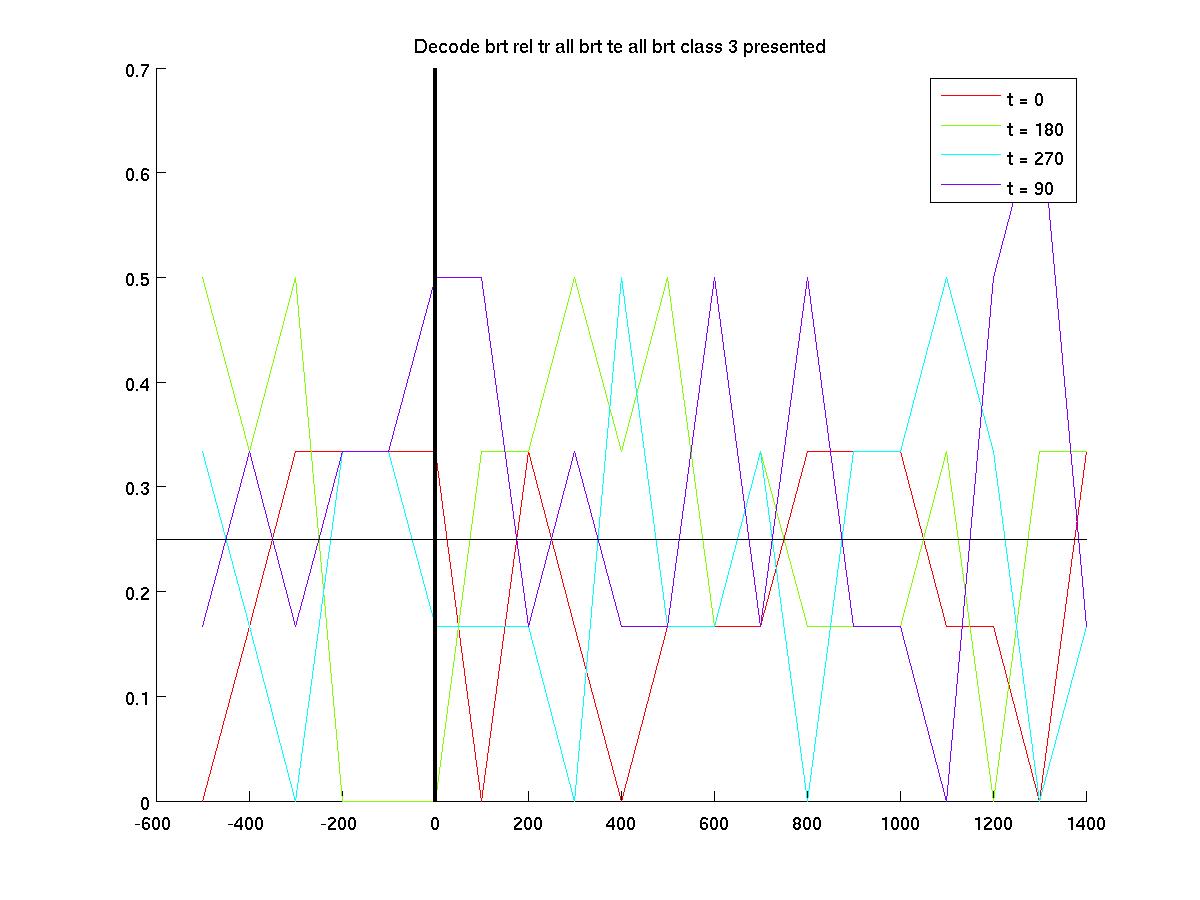 Decode brt rel tr all brt te all brt class 3 presented
0.7
t = 0
t = 180
t = 270
t = 90
0.6
0.5
0.4
0.3
0.2
0.1
0
-600 -400 -200 0 200 400 600 800 1000 1200 1400